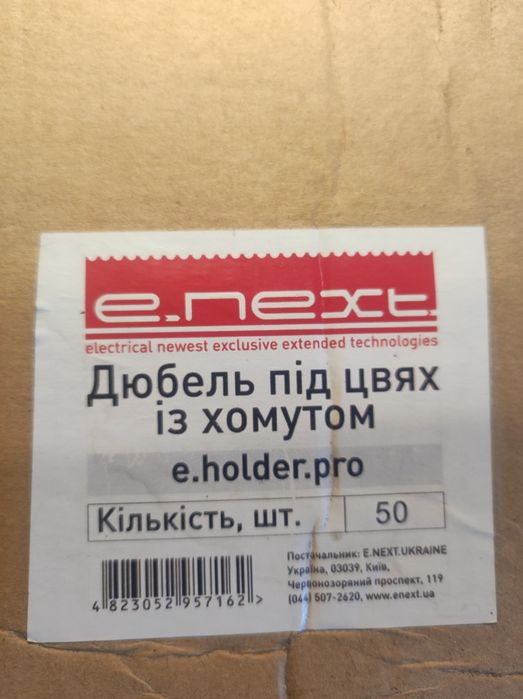 e.next
electrical newest exclusive extended technologies
Дюбель під цвях
із хомутом
e.holder.pro
Кількість, шт. 50
Постачальник: E.NEXT.UKRAINE
Україна, 03039, Київ,
Червонозоряний проспект, 119
(044) 507-2620, www.enext.ua
4 823052 957162 >